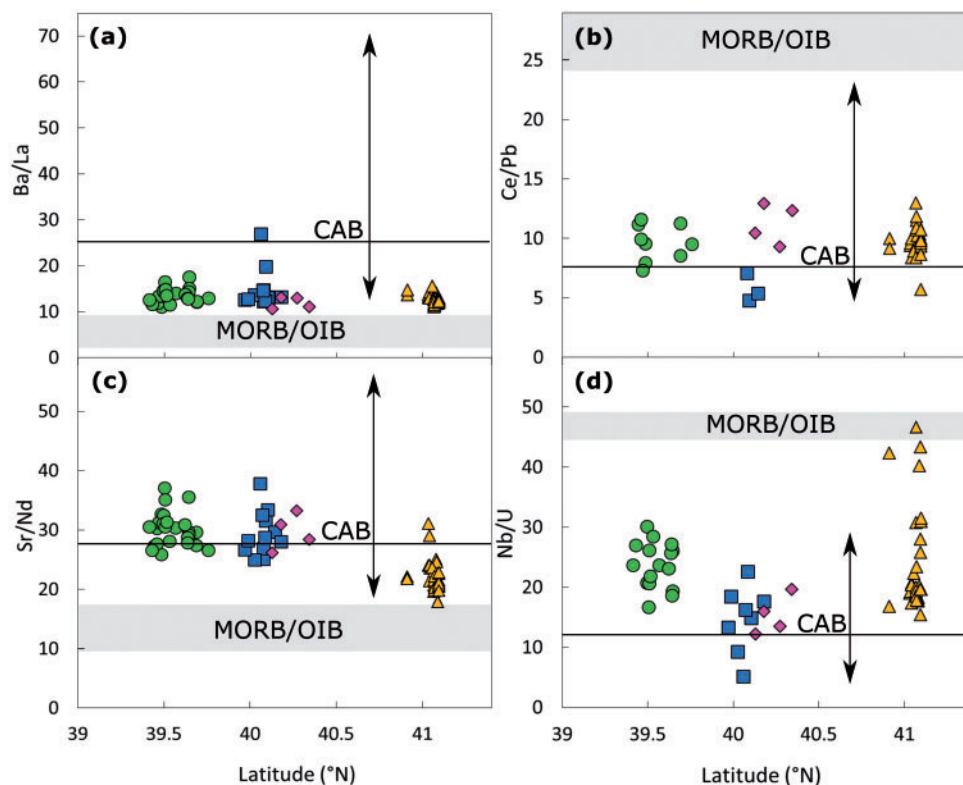 (a)
70
60
50
40
30
20
10
0
Ba/La
CAB
MORB/OIB
(b)
25
20
15
10
5
0
Ce/Pb
MORB/OIB
CAB
(c)
50
40
30
20
10
0
Sr/Nd
CAB
MORB/OIB
39 39.5 40 40.5 41
Latitude (°N)
(d)
50
40
30
20
10
0
Nb/U
MORB/OIB
CAB
39 39.5 40 40.5 41
Latitude (°N)